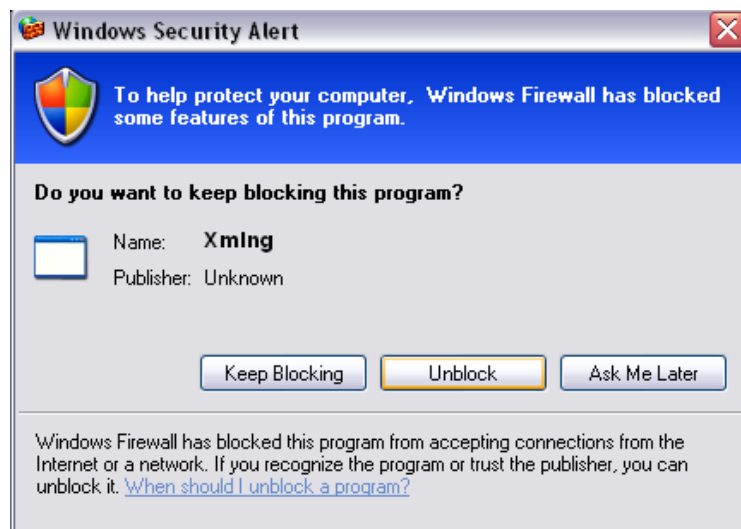 Windows Security Alert
To help protect your computer, Windows Firewall has blocked
some features of this program.
Do you want to keep blocking this program?
Name: Xming
Publisher: Unknown
Keep Blocking Unblock Ask Me Later
Windows Firewall has blocked this program from accepting connections from the
Internet or a network. If you recognize the program or trust the publisher, you can
unblock it. When should I unblock a program?